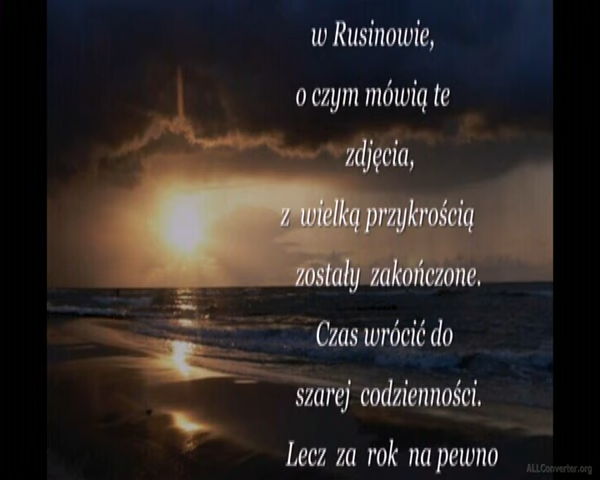 w Rusinowie,
o czym mówią te
zdjęcia,
z wielką przykrością
zostały zakończone.
Czas wrócić do
szarej codzienności.
Lecz za rok na pewno
ALLConverter.org